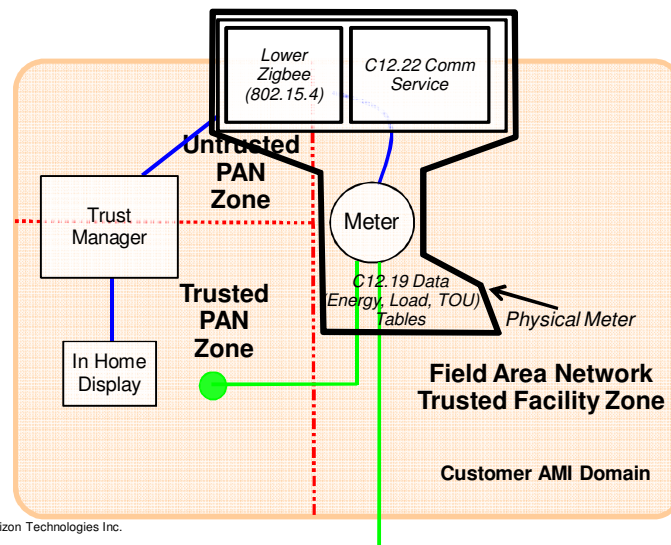 Lower
Zigbee
(802.15.4)
C12.22 Comm
Service
Untrusted
PAN
Zone
Trust
Manager
Meter
C12.19 Data
(Energy, Load, TOU)
Tables
Physical Meter
Trusted
PAN
Zone
In Home
Display
Field Area Network
Trusted Facility Zone
Customer AMI Domain
izon Technologies Inc.